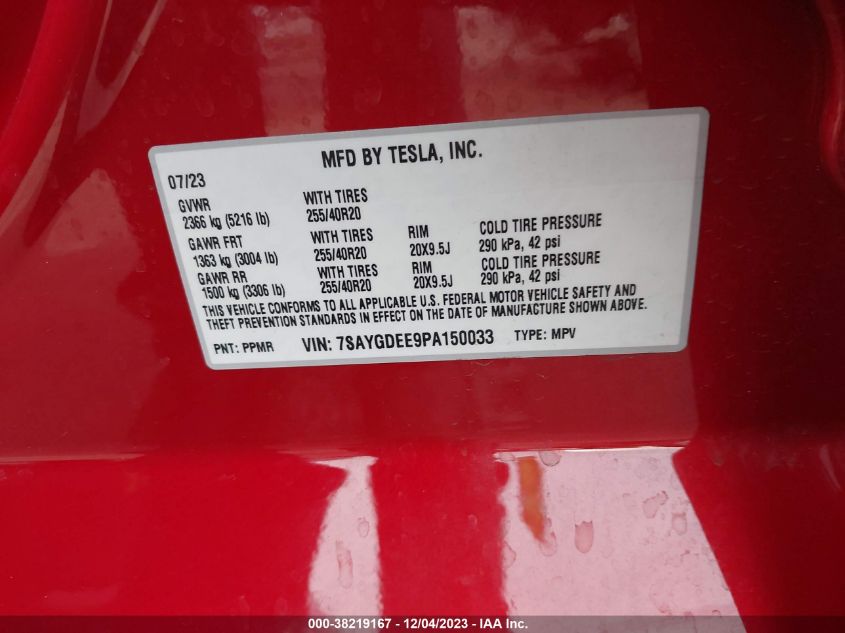 MFD BY TESLA, INC.
07/23
GVWR WITH TIRES
2366 kg (5216 lb) 255/40R20
GAWR FRT WITH TIRES RIM COLD TIRE PRESSURE
1363 kg (3004 lb) 255/40R20 20X9.5J 290 kPa, 42 psi
GAWR RR WITH TIRES RIM COLD TIRE PRESSURE
1500 kg (3306 lb) 255/40R20 20X9.5J 290 kPa, 42 psi
THIS VEHICLE CONFORMS TO ALL APPLICABLE U.S. FEDERAL MOTOR VEHICLE SAFETY AND
THEFT PREVENTION STANDARDS IN EFFECT ON THE DATE OF MANUFACTURE SHOWN ABOVE.
PNT: PPMR VIN: 7SAYGDEE9PA150033 TYPE: MPV
000-38219167 - 12/04/2023 - IAA Inc.